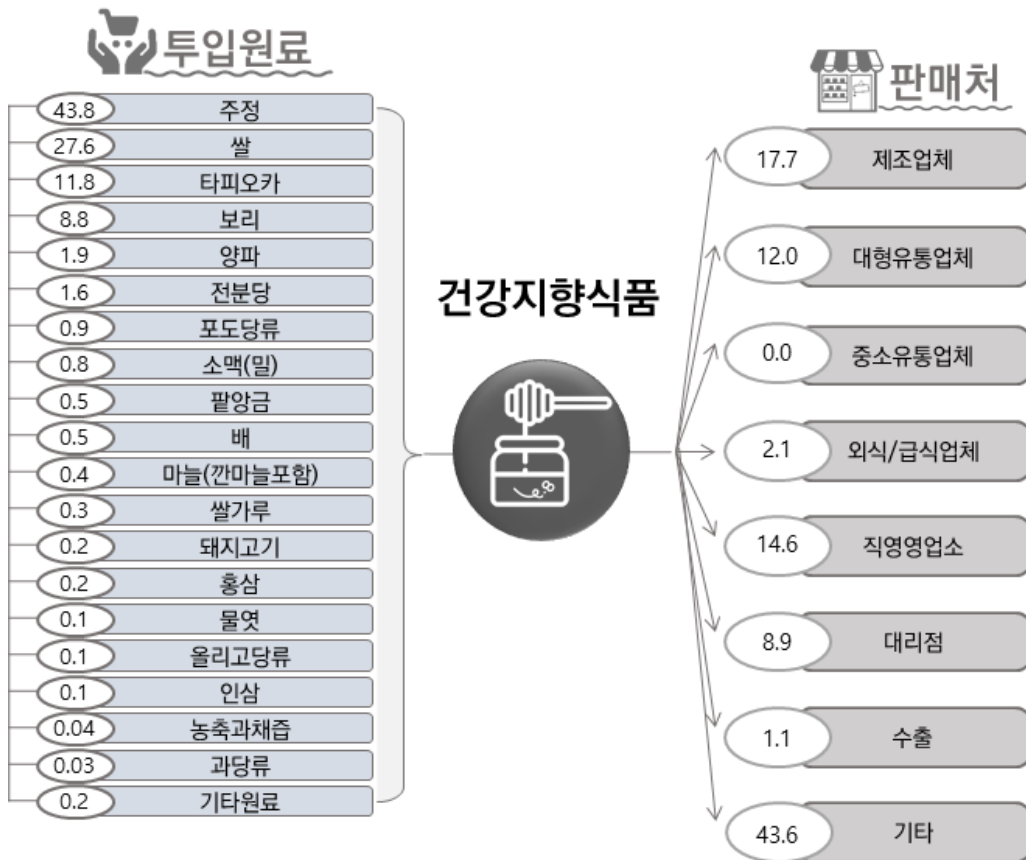 투입원료
43.8 주정
27.6 쌀
11.8 타피오카
8.8 보리
1.9 양파
1.6 전분당
0.9 포도당류
0.8 소맥(밀)
0.5 팥앙금
0.5 배
0.4 마늘(깐마늘포함)
0.3 쌀가루
0.2 돼지고기
0.2 홍삼
0.1 물엿
0.1 올리고당류
0.1 인삼
0.04 농축과채즙
0.03 과당류
0.2 기타원료
건강지향식품
판매처
17.7 제조업체
12.0 대형유통업체
0.0 중소유통업체
2.1 외식/급식업체
14.6 직영영업소
8.9 대리점
1.1 수출
43.6 기타